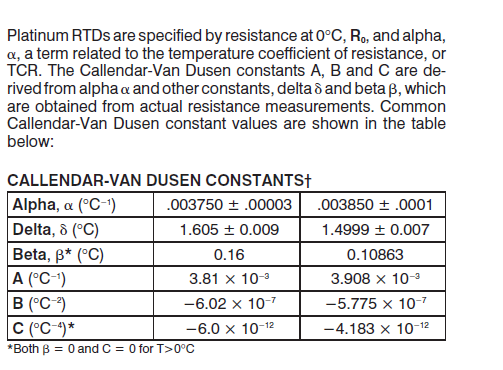 Platinum RTDs are specified by resistance at 0°C, R₀, and alpha,
α, a term related to the temperature coefficient of resistance, or
TCR. The Callendar-Van Dusen constants A, B and C are de-
rived from alpha α and other constants, delta δ and beta β, which
are obtained from actual resistance measurements. Common
Callendar-Van Dusen constant values are shown in the table
below:
CALLENDAR-VAN DUSEN CONSTANTS†
Alpha, α (°C⁻¹) .003750 ± .00003 .003850 ± .0001
Delta, δ (°C) 1.605 ± 0.009 1.4999 ± 0.007
Beta, β* (°C) 0.16 0.10863
A (°C⁻¹) 3.81 × 10⁻³ 3.908 × 10⁻³
B (°C⁻²) −6.02 × 10⁻⁷ −5.775 × 10⁻⁷
C (°C⁻⁴)* −6.0 × 10⁻¹² −4.183 × 10⁻¹²
*Both β = 0 and C = 0 for T>0°C